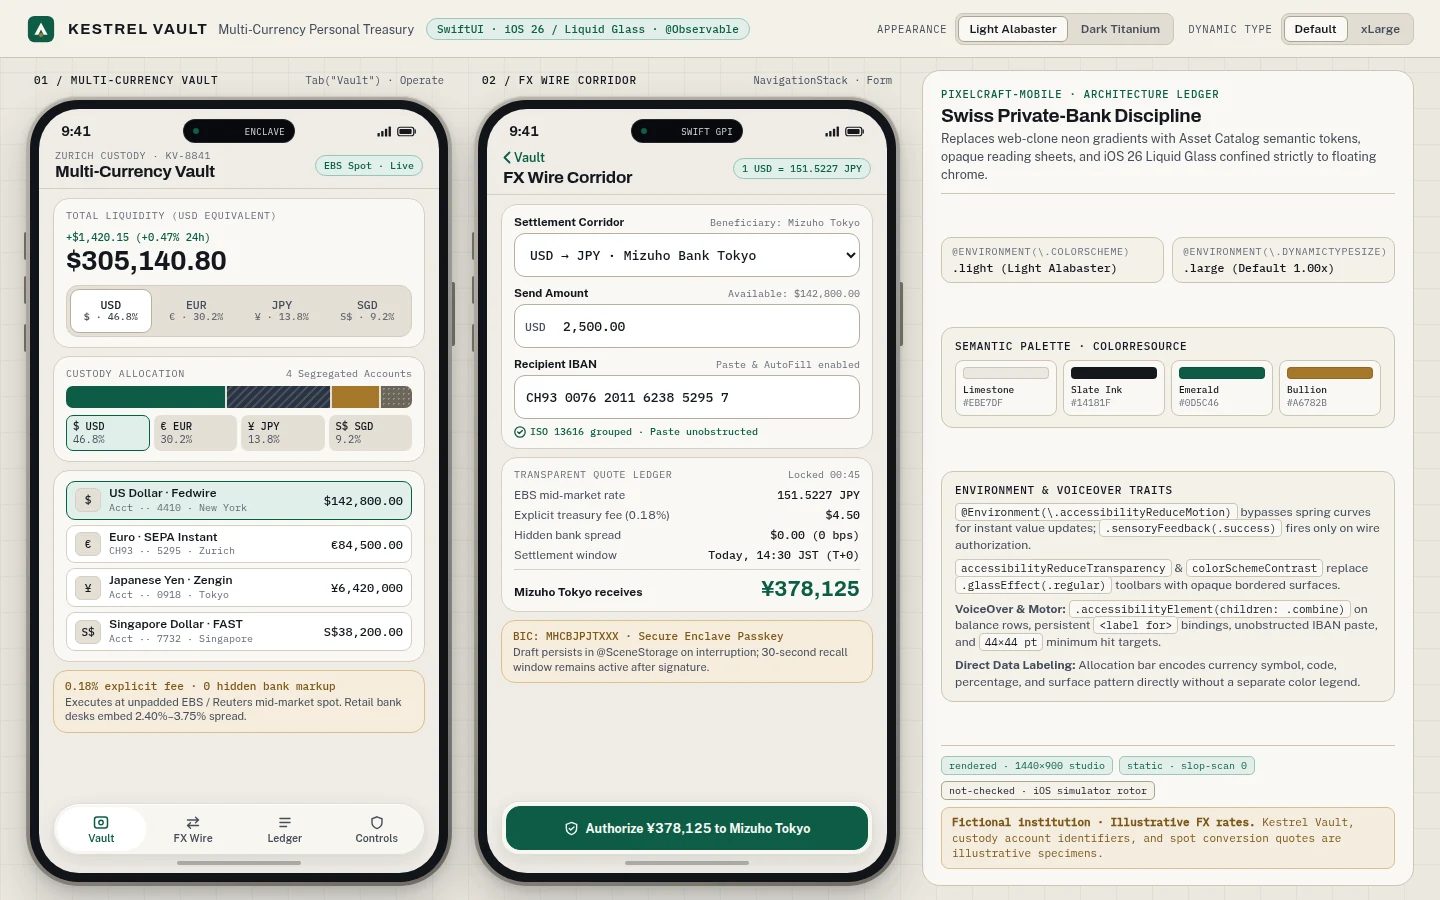 KESTREL VAULT Multi-Currency Personal Treasury SwiftUI · iOS 26 / Liquid Glass · @Observable APPEARANCE Light Alabaster Dark Titanium DYNAMIC TYPE Default xLarge
01 / MULTI-CURRENCY VAULT Tab("Vault") · Operate
9:41 ENCLAVE
ZURICH CUSTODY · KV-8841
Multi-Currency Vault
EBS Spot · Live
TOTAL LIQUIDITY (USD EQUIVALENT)
+$1,420.15 (+0.47% 24h)
$305,140.80
USD EUR JPY SGD
$ · 46.8% € · 30.2% ¥ · 13.8% S$ · 9.2%
CUSTODY ALLOCATION 4 Segregated Accounts
$ USD € EUR ¥ JPY S$ SGD
46.8% 30.2% 13.8% 9.2%
$ US Dollar · Fedwire $142,800.00
Acct ·· 4410 · New York
€ Euro · SEPA Instant €84,500.00
CH93 ·· 5295 · Zurich
¥ Japanese Yen · Zengin ¥6,420,000
Acct ·· 0918 · Tokyo
S$ Singapore Dollar · FAST S$38,200.00
Acct ·· 7732 · Singapore
0.18% explicit fee · 0 hidden bank markup
Executes at unpadded EBS / Reuters mid-market spot. Retail bank
desks embed 2.40%–3.75% spread.
Vault FX Wire Ledger Controls
02 / FX WIRE CORRIDOR NavigationStack · Form
9:41 SWIFT GPI
Vault
FX Wire Corridor
1 USD = 151.5227 JPY
Settlement Corridor Beneficiary: Mizuho Tokyo
USD → JPY · Mizuho Bank Tokyo
Send Amount Available: $142,800.00
USD 2,500.00
Recipient IBAN Paste & AutoFill enabled
CH93 0076 2011 6238 5295 7
ISO 13616 grouped · Paste unobstructed
TRANSPARENT QUOTE LEDGER Locked 00:45
EBS mid-market rate 151.5227 JPY
Explicit treasury fee (0.18%) $4.50
Hidden bank spread $0.00 (0 bps)
Settlement window Today, 14:30 JST (T+0)
Mizuho Tokyo receives ¥378,125
BIC: MHCBJPJTXXX · Secure Enclave Passkey
Draft persists in @SceneStorage on interruption; 30-second recall
window remains active after signature.
Authorize ¥378,125 to Mizuho Tokyo
PIXELCRAFT-MOBILE · ARCHITECTURE LEDGER
Swiss Private-Bank Discipline
Replaces web-clone neon gradients with Asset Catalog semantic tokens,
opaque reading sheets, and iOS 26 Liquid Glass confined strictly to floating
chrome.
@ENVIRONMENT(\.COLORSCHEME) @ENVIRONMENT(\.DYNAMICTYPESIZE)
.light (Light Alabaster) .large (Default 1.00x)
SEMANTIC PALETTE · COLORRESOURCE
Limestone Slate Ink Emerald Bullion
#EBE7DF #14181F #0D5C46 #A6782B
ENVIRONMENT & VOICEOVER TRAITS
@Environment(\.accessibilityReduceMotion) bypasses spring curves
for instant value updates; .sensoryFeedback(.success) fires only on wire
authorization.
accessibilityReduceTransparency & colorSchemeContrast replace
.glassEffect(.regular) toolbars with opaque bordered surfaces.
VoiceOver & Motor: .accessibilityElement(children: .combine) on
balance rows, persistent <label for> bindings, unobstructed IBAN paste,
and 44×44 pt minimum hit targets.
Direct Data Labeling: Allocation bar encodes currency symbol, code,
percentage, and surface pattern directly without a separate color legend.
rendered · 1440×900 studio static · slop-scan 0
not-checked · iOS simulator rotor
Fictional institution · Illustrative FX rates. Kestrel Vault,
custody account identifiers, and spot conversion quotes are
illustrative specimens.